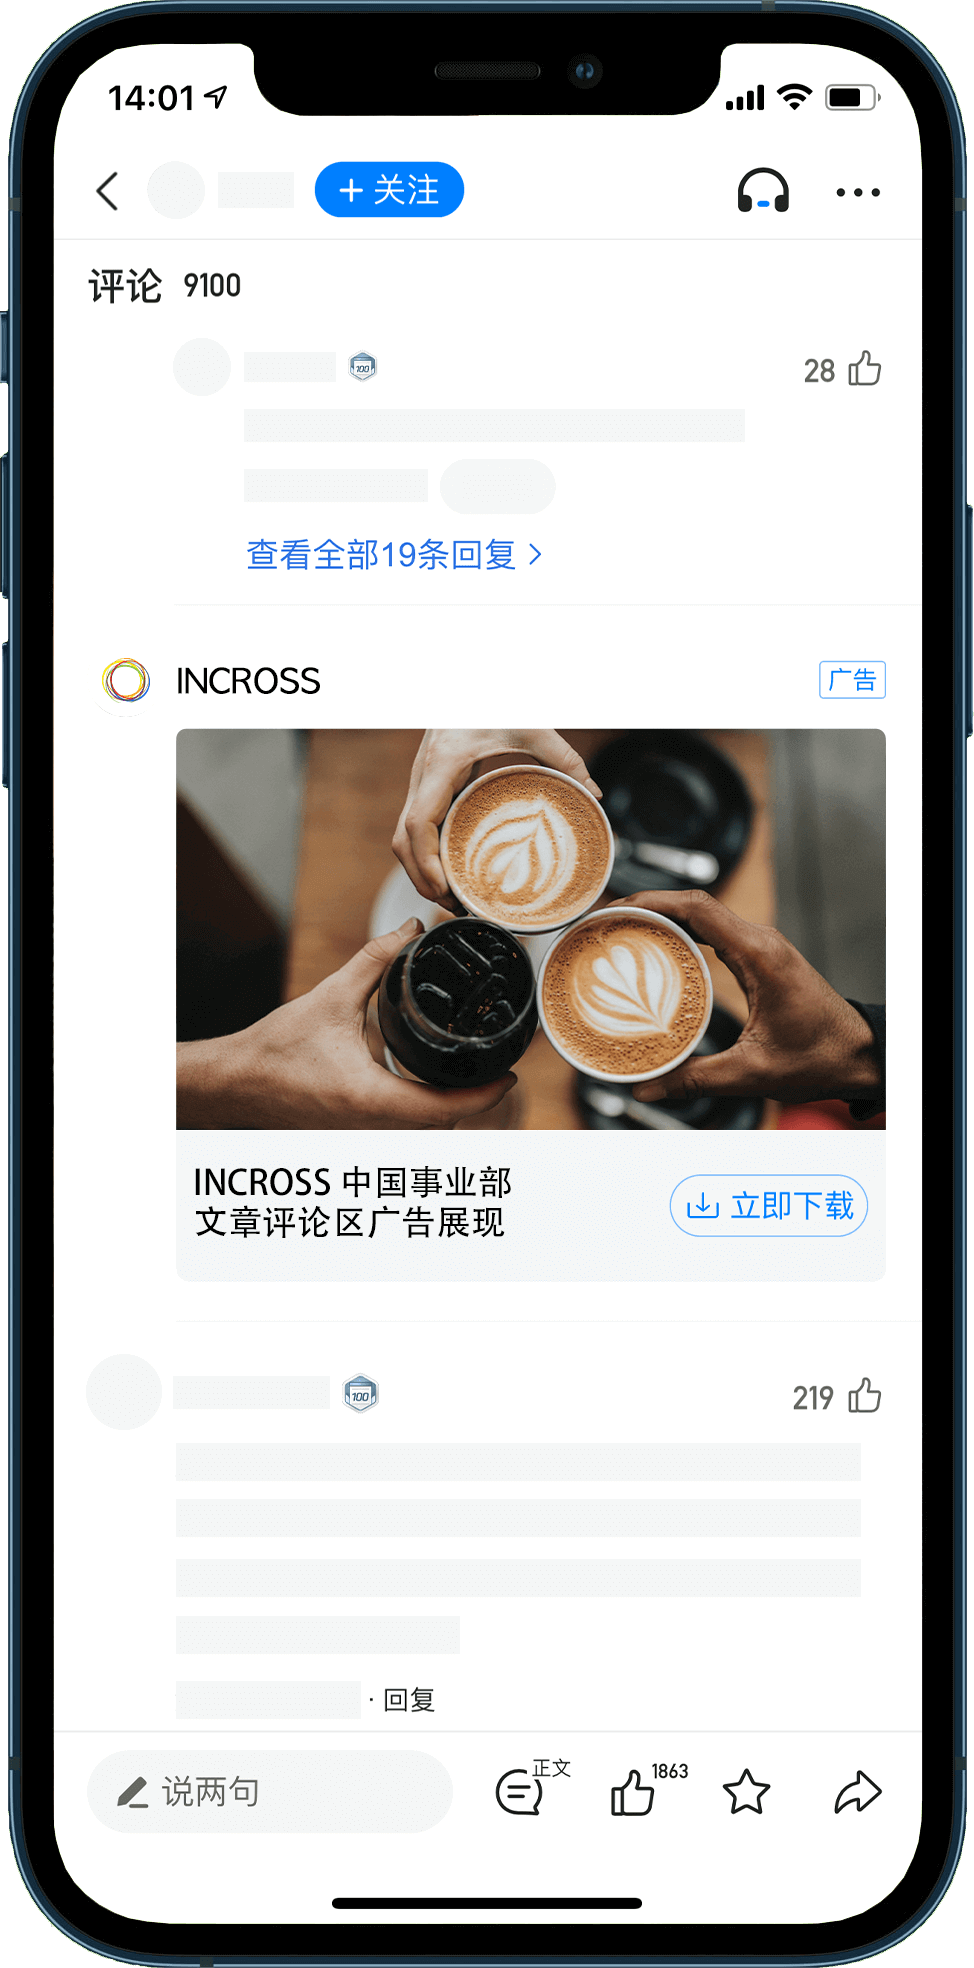 14:01
+ 关注
评论 9100
100
28
查看全部19条回复 >
INCROSS
广告
INCROSS 中国事业部
文章评论区广告展现
立即下载
100
219
· 回复
说两句
正文
1863